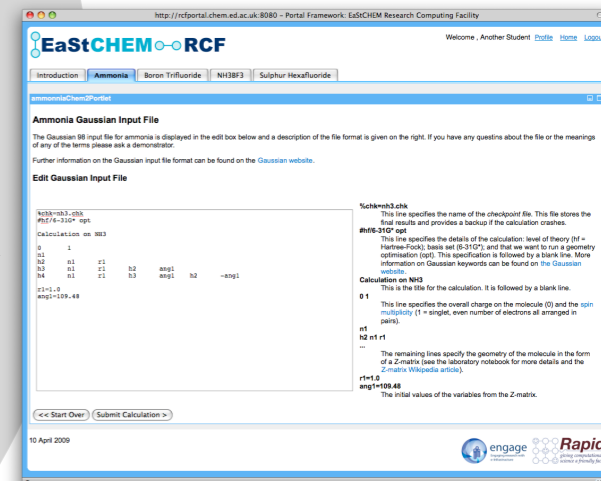 http://rcfportal.chem.ed.ac.uk:8080 – Portal Framework: EaStCHEM Research Computing Facility
EaStCHEM RCF
Welcome , Another Student Profile Home Logou
Introduction Ammonia Boron Trifluoride NH3BF3 Sulphur Hexafluoride
ammonniaChem2Portlet
Ammonia Gaussian Input File
The Gaussian 98 input file for ammonia is displayed in the edit box below and a description of the file format is given on the right. If you have any questins about the file or the meanings
of any of the terms please ask a demonstrator.
Further information on the Gaussian input file format can be found on the Gaussian website.
Edit Gaussian Input File
%chk=nh3.chk
#hf/6-31G* opt
Calculation on NH3
0 1
n1
h2 n1 r1
h3 n1 r1 h2 ang1
h4 n1 r1 h3 ang1 h2 -ang1
r1=1.0
ang1=109.48
%chk=nh3.chk
This line specifies the name of the checkpoint file. This file stores the
final results and provides a backup if the calculation crashes.
#hf/6-31G* opt
This line specifies the details of the calculation: level of theory (hf =
Hartree-Fock); basis set (6-31G*); and that we want to run a geometry
optimisation (opt). This specification is followed by a blank line. More
information on Gaussian keywords can be found on the Gaussian
website.
Calculation on NH3
This is the title for the calculation. It is followed by a blank line.
0 1
This line specifies the overall charge on the molecule (0) and the spin
multiplicity (1 = singlet, even number of electrons all arranged in
pairs).
n1
h2 n1 r1
...
The remaining lines specify the geometry of the molecule in the form
of a Z-matrix (see the laboratory notebook for more details and the
Z-matrix Wikipedia article).
r1=1.0
ang1=109.48
The initial values of the variables from the Z-matrix.
<< Start Over Submit Calculation >
10 April 2009
engage
Rapid
giving computational
science a friendly fac